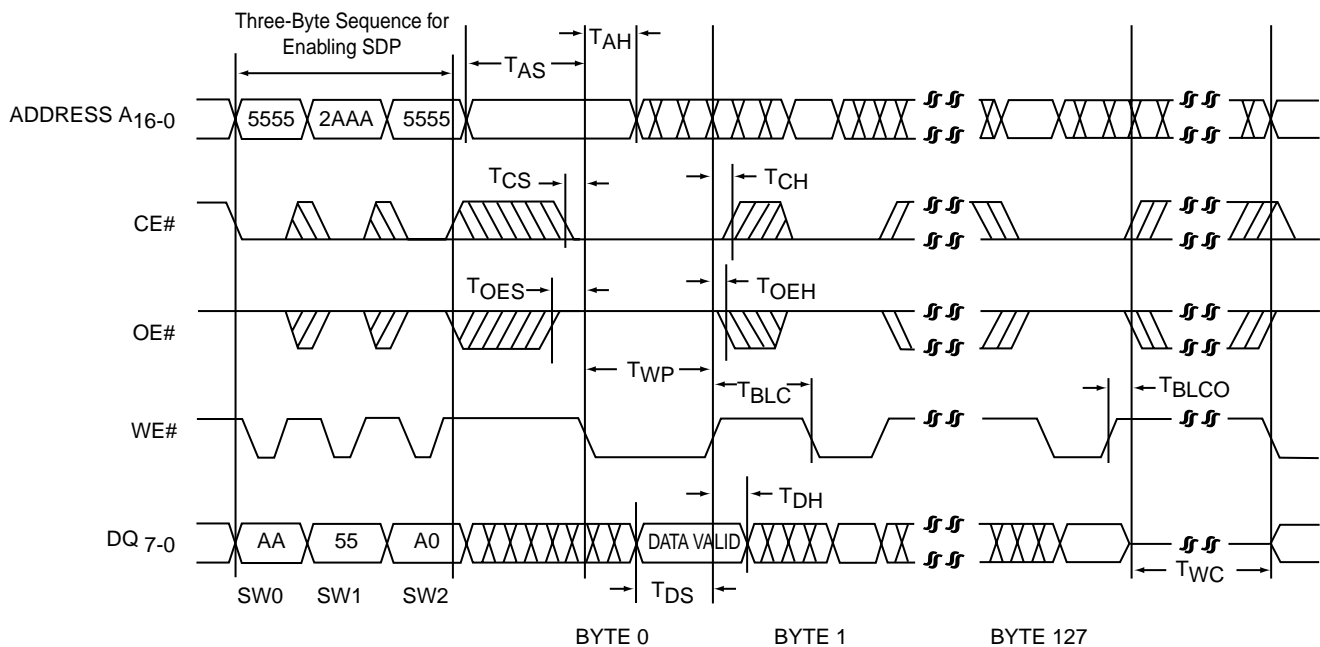 Three-Byte Sequence for
Enabling SDP
TAH
TAS
ADDRESS A16-0
5555
2AAA
5555
TCS
TCH
CE#
TOES
TOEH
OE#
TWP
TBLC
TBLCO
WE#
TDH
DQ 7-0
AA
55
A0
DATA VALID
TWC
SW0
SW1
SW2
TDS
BYTE 0
BYTE 1
BYTE 127